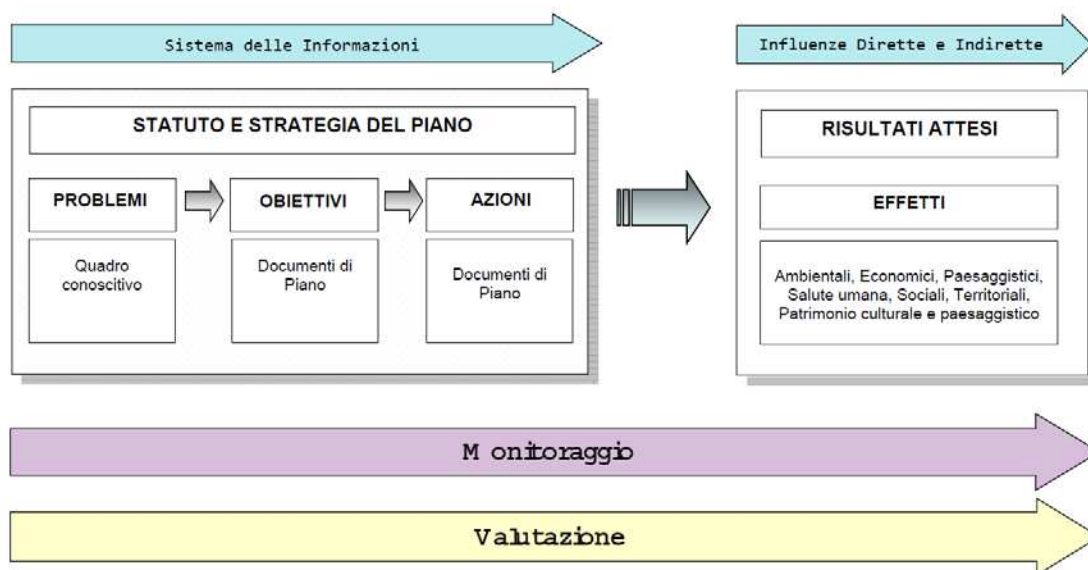 Sistema delle Informazioni
Influenze Dirette e Indirette
STATUTO E STRATEGIA DEL PIANO
PROBLEMI
OBIETTIVI
AZIONI
Quadro
conoscitivo
Documenti di
Piano
Documenti di
Piano
RISULTATI ATTESI
EFFETTI
Ambientali, Economici, Paesaggistici,
Salute umana, Sociali, Territoriali,
Patrimonio culturale e paesaggistico
Monitoraggio
Valutazione